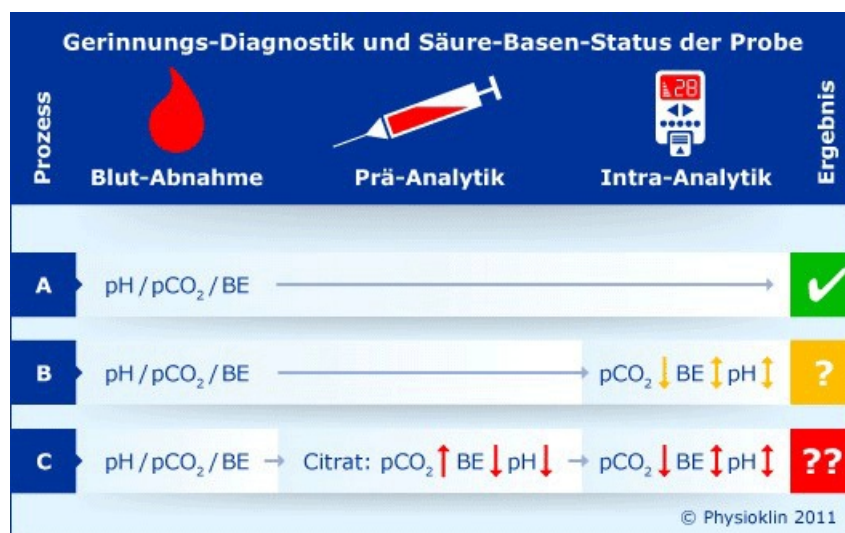 Gerinnungs-Diagnostik und Säure-Basen-Status der Probe
Prozess
28
Blut-Abnahme
Prä-Analytik
Intra-Analytik
Ergebnis
A pH / pCO₂ / BE → ✓
B pH / pCO₂ / BE → pCO₂ ↓ BE ↕ pH ↕ ?
C pH / pCO₂ / BE → Citrat: pCO₂ ↑ BE ↓ pH ↓ → pCO₂ ↓ BE ↕ pH ↕ ??
© Physioklin 2011